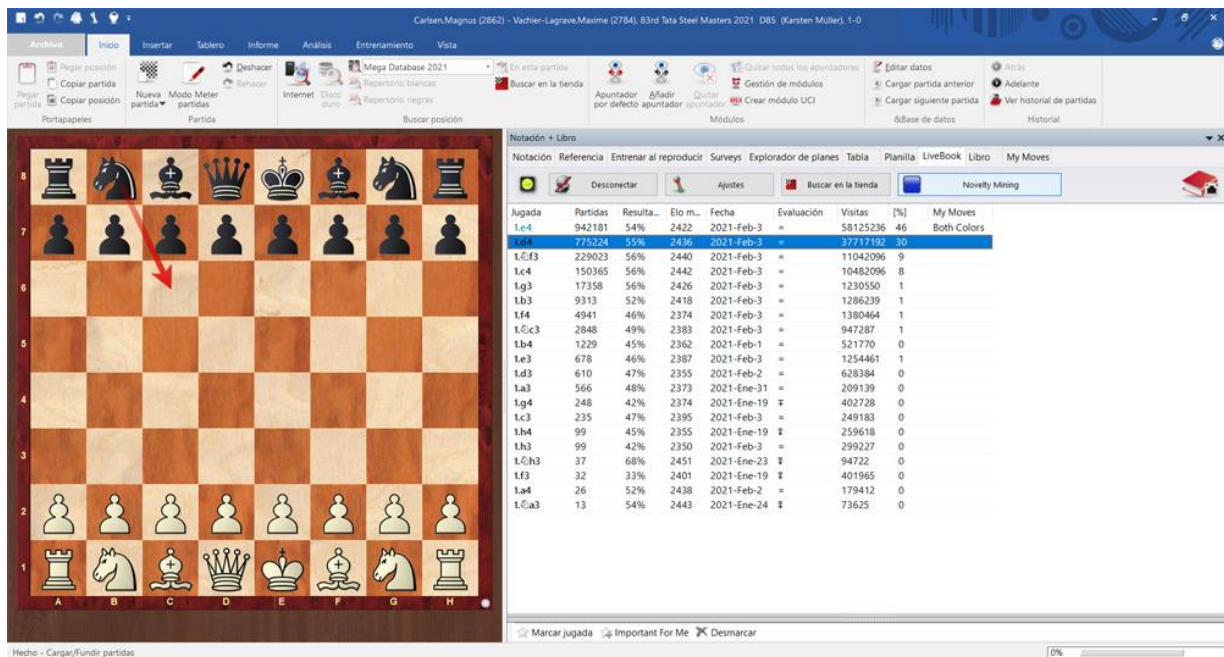 Carlsen,Magnus (2862) - Vachier-Lagrave,Maxime (2784), 83rd Tata Steel Masters 2021 D85 (Karsten Müller), 1-0
Archivo Inicio Insertar Tablero Informe Análisis Entrenamiento Vista
Pegar partida
Pegar posición
Copiar partida
Copiar posición
Portapapeles
Nueva partida
Modo Meter partidas
Deshacer
Rehacer
Partida
Internet
Disco duro
Mega Database 2021
Repertorio blancas
Repertorio negras
En esta partida
Buscar en la tienda
Buscar posición
Apuntador por defecto
Añadir apuntador
Quitar apuntador
Quitar todos los apuntadores
Gestión de módulos
Crear módulo UCI
Módulos
Editar datos
Cargar partida anterior
Cargar siguiente partida
&Base de datos
Atrás
Adelante
Ver historial de partidas
Historial
Notación + Libro
Notación Referencia Entrenar al reproducir Surveys Explorador de planes Tabla Planilla LiveBook Libro My Moves
Desconectar Ajustes Buscar en la tienda Novelty Mining
Jugada Partidas Resulta... Elo m... Fecha Evaluación Visitas [%] My Moves
1.e4 942181 54% 2422 2021-Feb-3 = 58125236 46 Both Colors
1.d4 775224 55% 2436 2021-Feb-3 = 37717192 30
1.♘f3 229023 56% 2440 2021-Feb-3 = 11042096 9
1.c4 150365 56% 2442 2021-Feb-3 = 10482096 8
1.g3 17358 56% 2426 2021-Feb-3 = 1230550 1
1.b3 9313 52% 2418 2021-Feb-3 = 1286239 1
1.f4 4941 46% 2374 2021-Feb-3 = 1380464 1
1.♘c3 2848 49% 2383 2021-Feb-3 = 947287 1
1.b4 1229 45% 2362 2021-Feb-1 = 521770 0
1.e3 678 46% 2387 2021-Feb-3 = 1254461 1
1.d3 610 47% 2355 2021-Feb-2 = 628384 0
1.a3 566 48% 2373 2021-Ene-31 = 209139 0
1.g4 248 42% 2374 2021-Ene-19 ∓ 402728 0
1.c3 235 47% 2395 2021-Feb-3 = 249183 0
1.h4 99 45% 2355 2021-Ene-19 ⩱ 259618 0
1.h3 99 42% 2350 2021-Feb-3 = 299227 0
1.♘h3 37 68% 2451 2021-Ene-23 ⩱ 94722 0
1.f3 32 33% 2401 2021-Ene-19 ⩱ 401965 0
1.a4 26 52% 2438 2021-Feb-2 = 179412 0
1.♘a3 13 54% 2443 2021-Ene-24 ⩱ 73625 0
8
7
6
5
4
3
2
1
A B C D E F G H
Marcar jugada Important For Me Desmarcar
Hecho - Cargar/Fundir partidas 0%